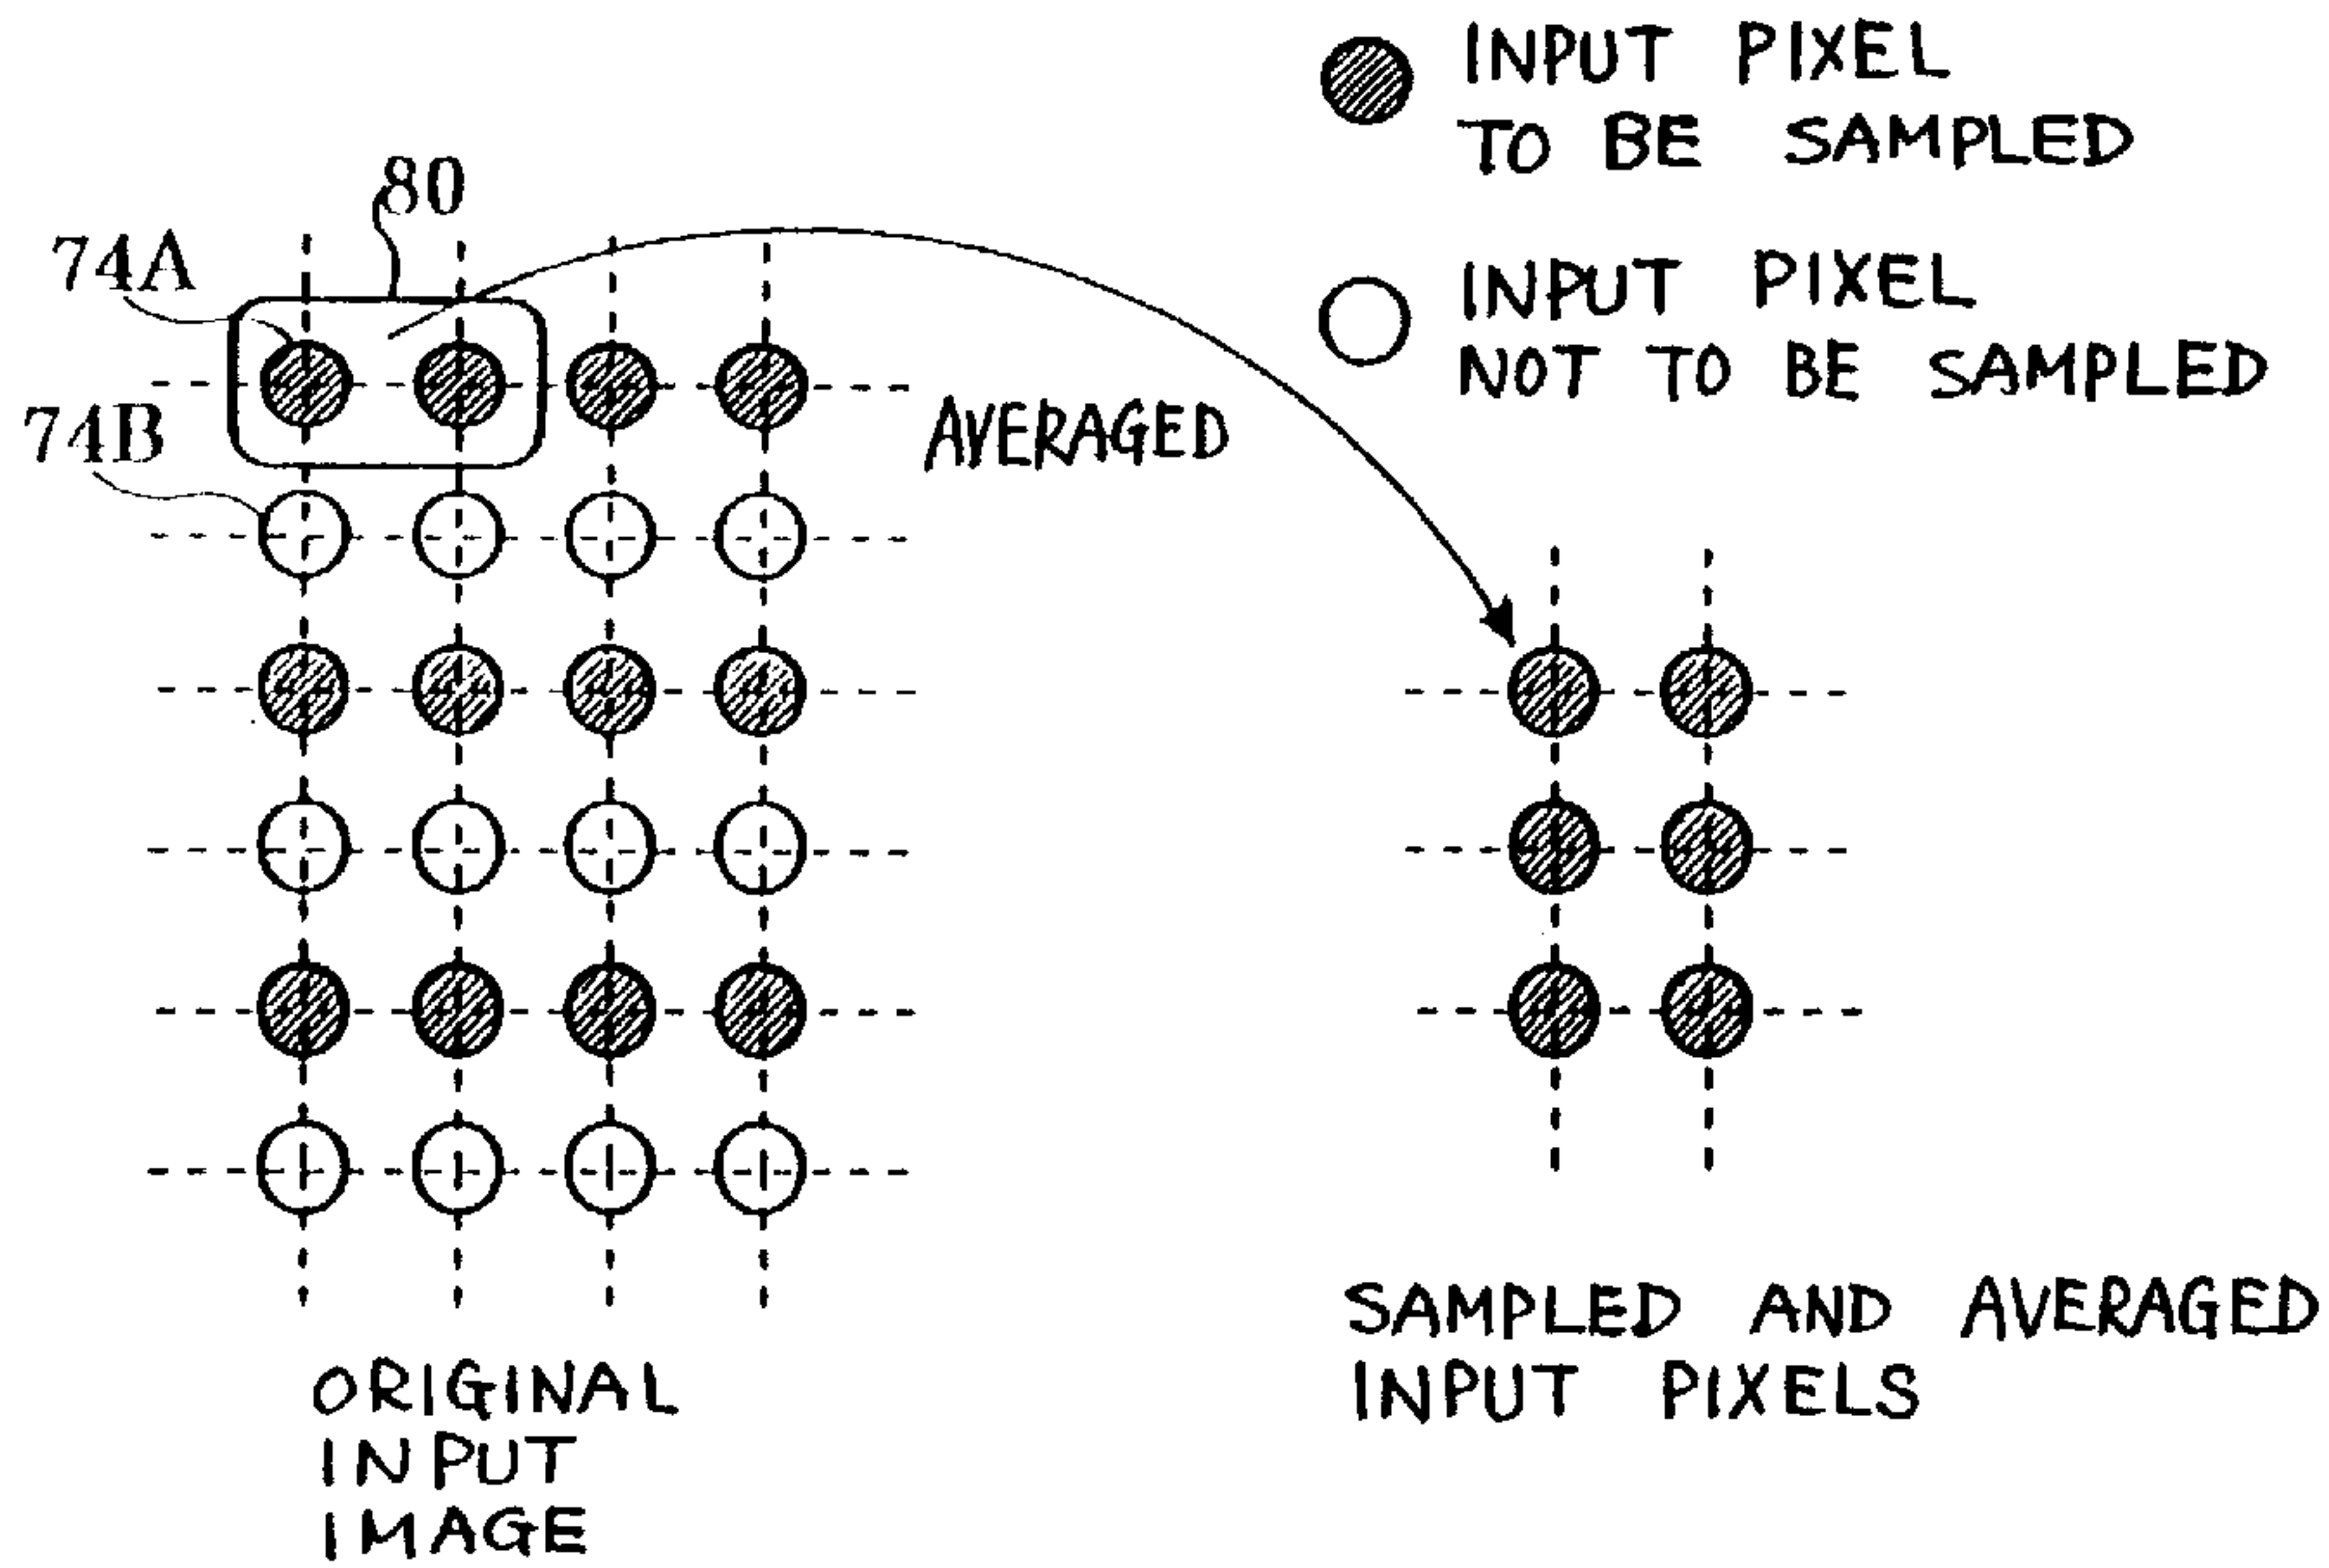 INPUT PIXEL
TO BE SAMPLED
80
74A
INPUT PIXEL
NOT TO BE SAMPLED
74B
AVERAGED
SAMPLED AND AVERAGED
INPUT PIXELS
ORIGINAL
INPUT
IMAGE